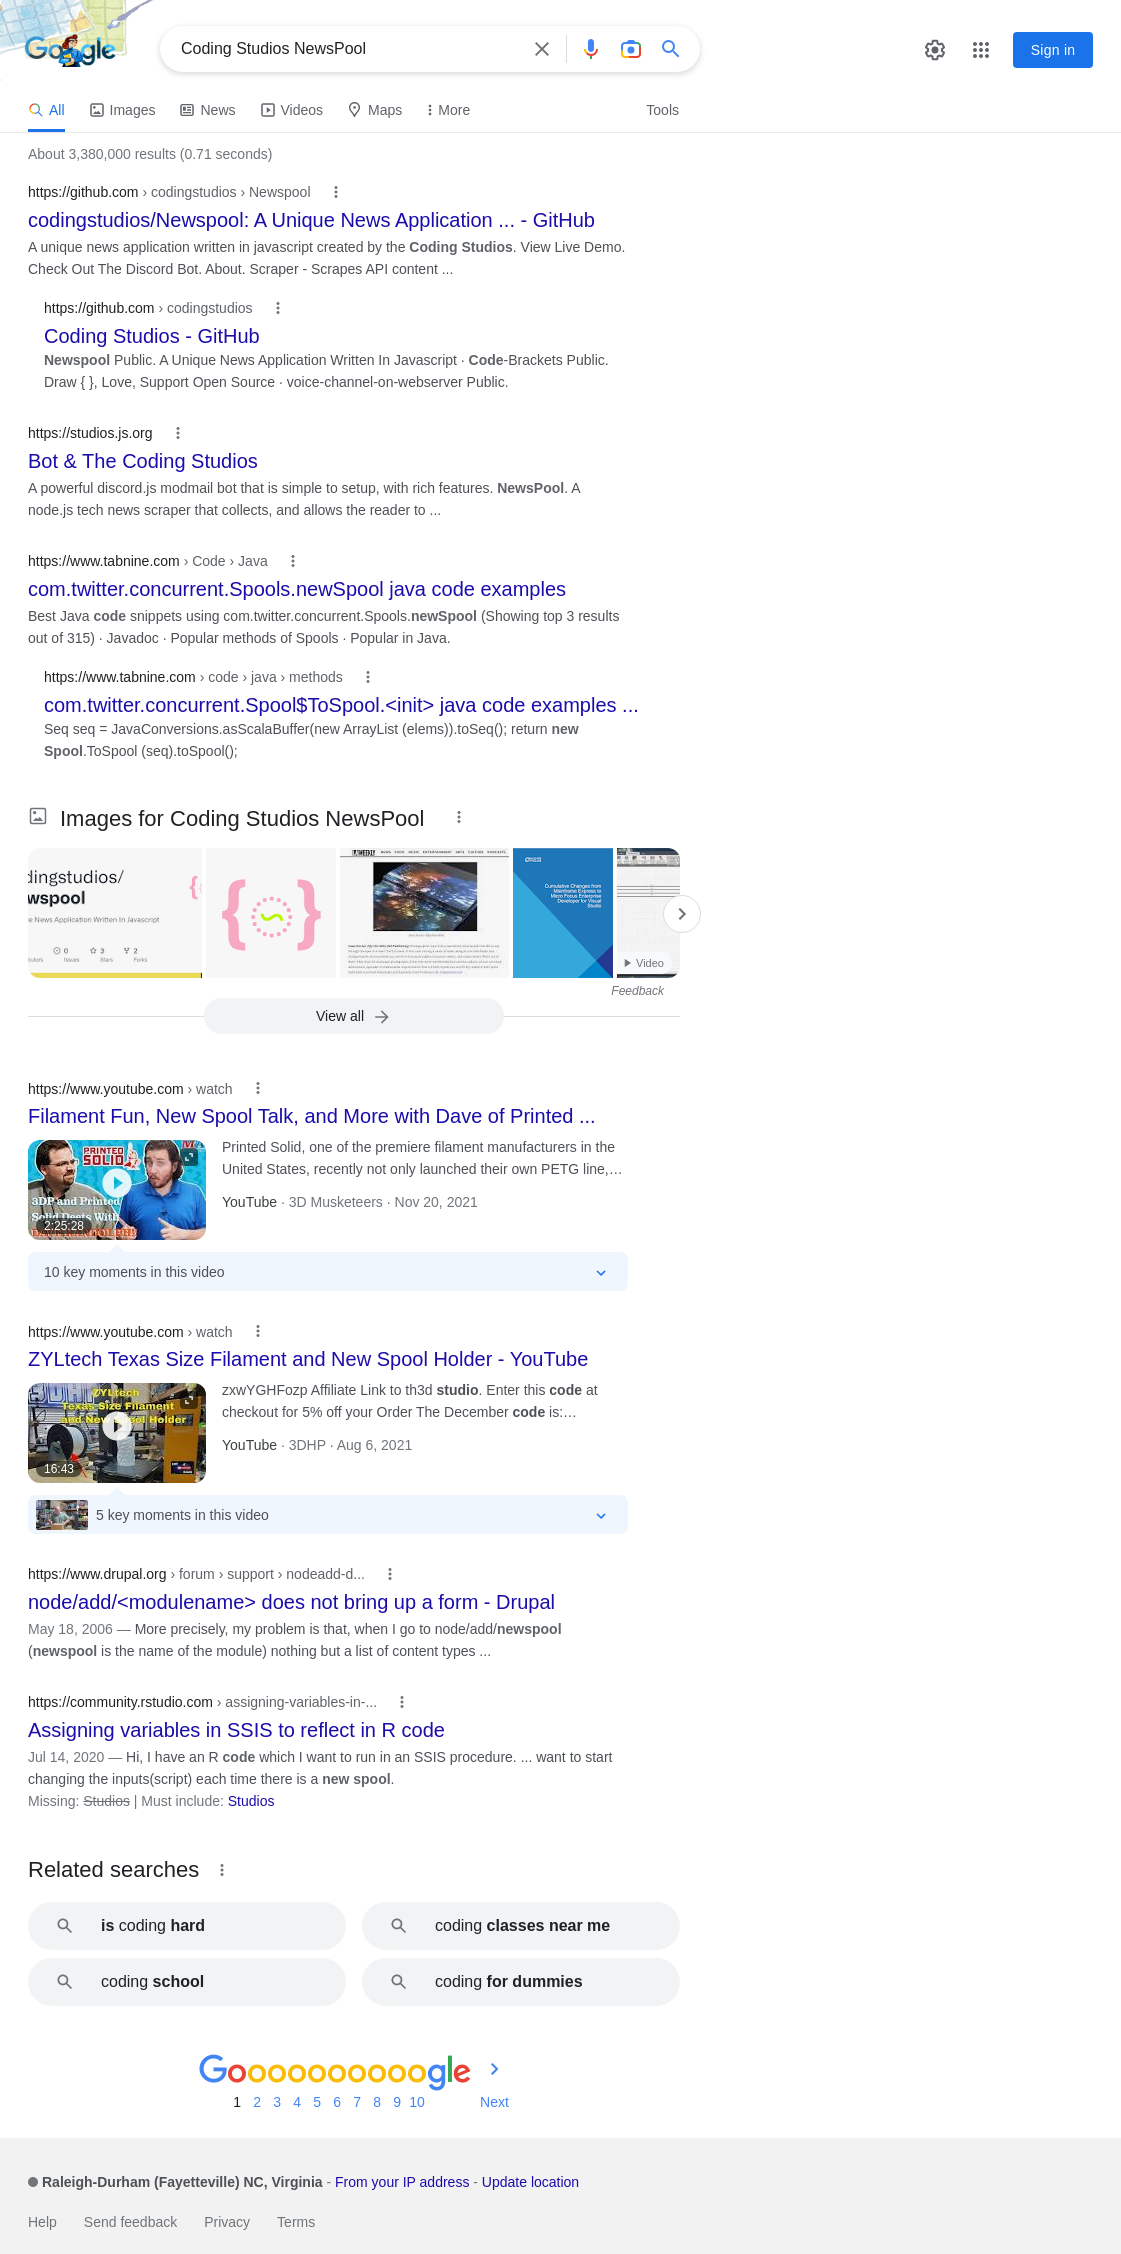 Google
Coding Studios NewsPool
Sign in
All Images News Videos Maps More Tools
About 3,380,000 results (0.71 seconds)
https://github.com › codingstudios › Newspool
codingstudios/Newspool: A Unique News Application ... - GitHub
A unique news application written in javascript created by the Coding Studios. View Live Demo.
Check Out The Discord Bot. About. Scraper - Scrapes API content ...
https://github.com › codingstudios
Coding Studios - GitHub
Newspool Public. A Unique News Application Written In Javascript · Code-Brackets Public.
Draw { }, Love, Support Open Source · voice-channel-on-webserver Public.
https://studios.js.org
Bot & The Coding Studios
A powerful discord.js modmail bot that is simple to setup, with rich features. NewsPool. A
node.js tech news scraper that collects, and allows the reader to ...
https://www.tabnine.com › Code › Java
com.twitter.concurrent.Spools.newSpool java code examples
Best Java code snippets using com.twitter.concurrent.Spools.newSpool (Showing top 3 results
out of 315) · Javadoc · Popular methods of Spools · Popular in Java.
https://www.tabnine.com › code › java › methods
com.twitter.concurrent.Spool$ToSpool.<init> java code examples ...
Seq seq = JavaConversions.asScalaBuffer(new ArrayList (elems)).toSeq(); return new
Spool.ToSpool (seq).toSpool();
Images for Coding Studios NewsPool
dingstudios/
wspool
e News Application Written In Javascript
0 3 2
Issues Stars Forks
Cumulative Changes from
Mainframe Express to
Micro Focus Enterprise
Developer for Visual
Studio
Video
Feedback
View all
https://www.youtube.com › watch
Filament Fun, New Spool Talk, and More with Dave of Printed ...
PRINTED
SOLID
3DP and Printed
Solid Deets With
2:25:28
Printed Solid, one of the premiere filament manufacturers in the
United States, recently not only launched their own PETG line,…
YouTube · 3D Musketeers · Nov 20, 2021
10 key moments in this video
https://www.youtube.com › watch
ZYLtech Texas Size Filament and New Spool Holder - YouTube
ZYLtech
Texas Size Filament
and New Spool Holder
16:43
zxwYGHFozp Affiliate Link to th3d studio. Enter this code at
checkout for 5% off your Order The December code is:…
YouTube · 3DHP · Aug 6, 2021
5 key moments in this video
https://www.drupal.org › forum › support › nodeadd-d...
node/add/<modulename> does not bring up a form - Drupal
May 18, 2006 — More precisely, my problem is that, when I go to node/add/newspool
(newspool is the name of the module) nothing but a list of content types ...
https://community.rstudio.com › assigning-variables-in-...
Assigning variables in SSIS to reflect in R code
Jul 14, 2020 — Hi, I have an R code which I want to run in an SSIS procedure. ... want to start
changing the inputs(script) each time there is a new spool.
Missing: Studios | Must include: Studios
Related searches
is coding hard
coding classes near me
coding school
coding for dummies
Goooooooooogle
1 2 3 4 5 6 7 8 9 10 Next
Raleigh-Durham (Fayetteville) NC, Virginia - From your IP address - Update location
Help Send feedback Privacy Terms